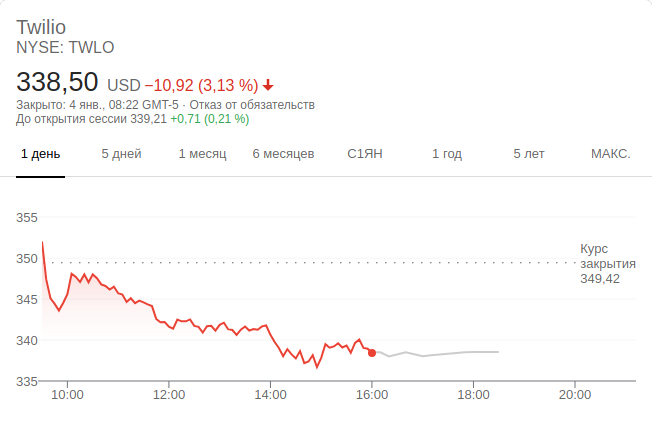 Twilio
NYSE: TWLO
338,50 USD −10,92 (3,13 %)
Закрыто: 4 янв., 08:22 GMT-5 · Отказ от обязательств
До открытия сессии 339,21 +0,71 (0,21 %)
1 день 5 дней 1 месяц 6 месяцев С1ЯН 1 год 5 лет МАКС.
355
350
345
340
335
Курс
закрытия
349,42
10:00 12:00 14:00 16:00 18:00 20:00